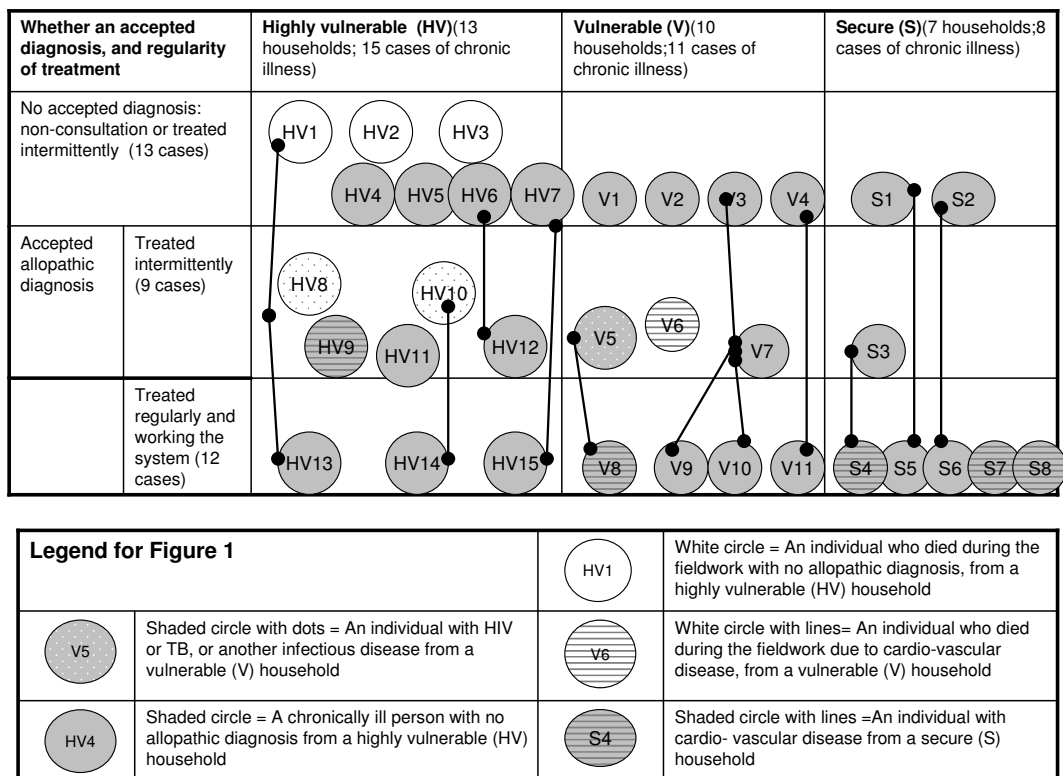 Whether an accepted
diagnosis, and regularity
of treatment
Highly vulnerable (HV)(13
households; 15 cases of chronic
illness)
Vulnerable (V)(10
households;11 cases of
chronic illness)
Secure (S)(7 households;8
cases of chronic illness)
No accepted diagnosis:
non-consultation or treated
intermittently (13 cases)
HV1 HV2 HV3
HV4 HV5 HV6 HV7 V1 V2 V3 V4 S1 S2
Accepted
allopathic
diagnosis
Treated
intermittently
(9 cases)
HV8 HV10
HV9 HV11 HV12 V5 V6 V7 S3
Treated
regularly and
working the
system (12
cases)
HV13 HV14 HV15 V8 V9 V10 V11 S4 S5 S6 S7 S8
Legend for Figure 1
HV1
White circle = An individual who died during the
fieldwork with no allopathic diagnosis, from a
highly vulnerable (HV) household
V5
Shaded circle with dots = An individual with HIV
or TB, or another infectious disease from a
vulnerable (V) household
V6
White circle with lines= An individual who died
during the fieldwork due to cardio-vascular
disease, from a vulnerable (V) household
HV4
Shaded circle = A chronically ill person with no
allopathic diagnosis from a highly vulnerable (HV)
household
S4
Shaded circle with lines =An individual with
cardio- vascular disease from a secure (S)
household